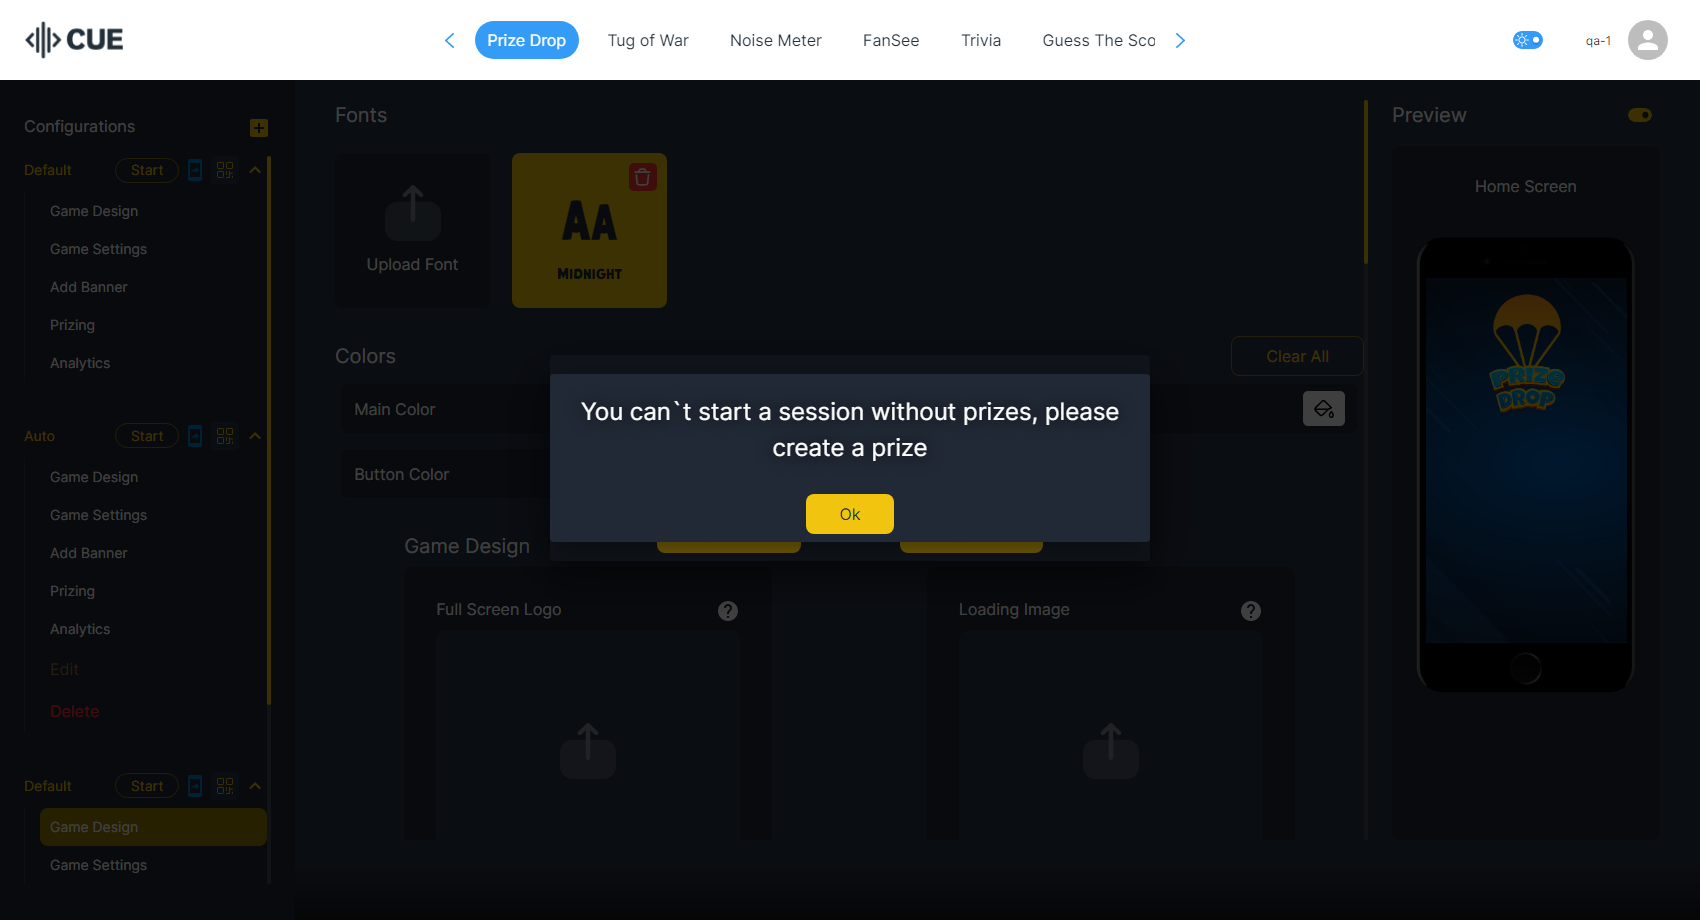 CUE
Prize Drop
Tug of War
Noise Meter
FanSee
Trivia
Guess The Sco
qa-1
Configurations
Default
Start
Game Design
Game Settings
Add Banner
Prizing
Analytics
Auto
Start
Game Design
Game Settings
Add Banner
Prizing
Analytics
Edit
Delete
Default
Start
Game Design
Game Settings
Fonts
Upload Font
AA
MIDNIGHT
Colors
Clear All
Main Color
Button Color
You can`t start a session without prizes, please
create a prize
Ok
Game Design
Full Screen Logo
?
Loading Image
?
Preview
Home Screen
PRIZE
DROP